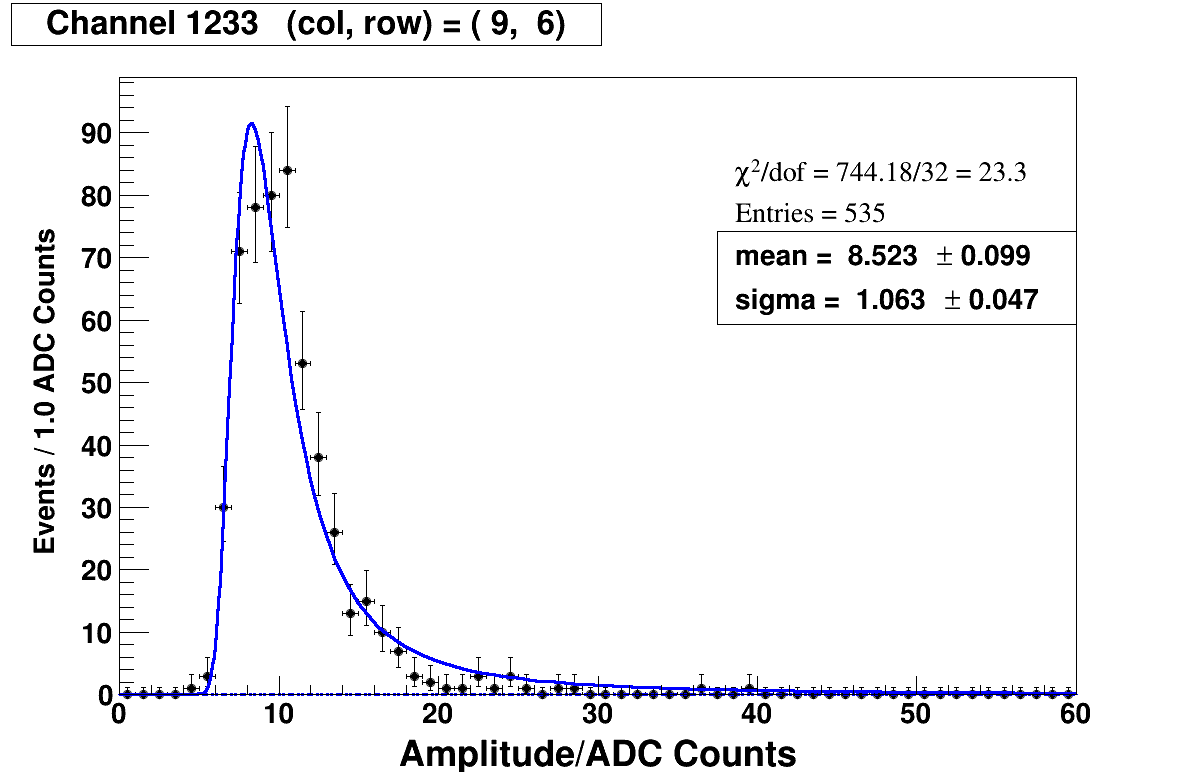 Channel 1233 (col, row) = ( 9, 6)
χ²/dof = 744.18/32 = 23.3
Entries = 535
mean = 8.523 ± 0.099
sigma = 1.063 ± 0.047
Events / 1.0 ADC Counts
90
80
70
60
50
40
30
20
10
0
0 10 20 30 40 50 60
Amplitude/ADC Counts